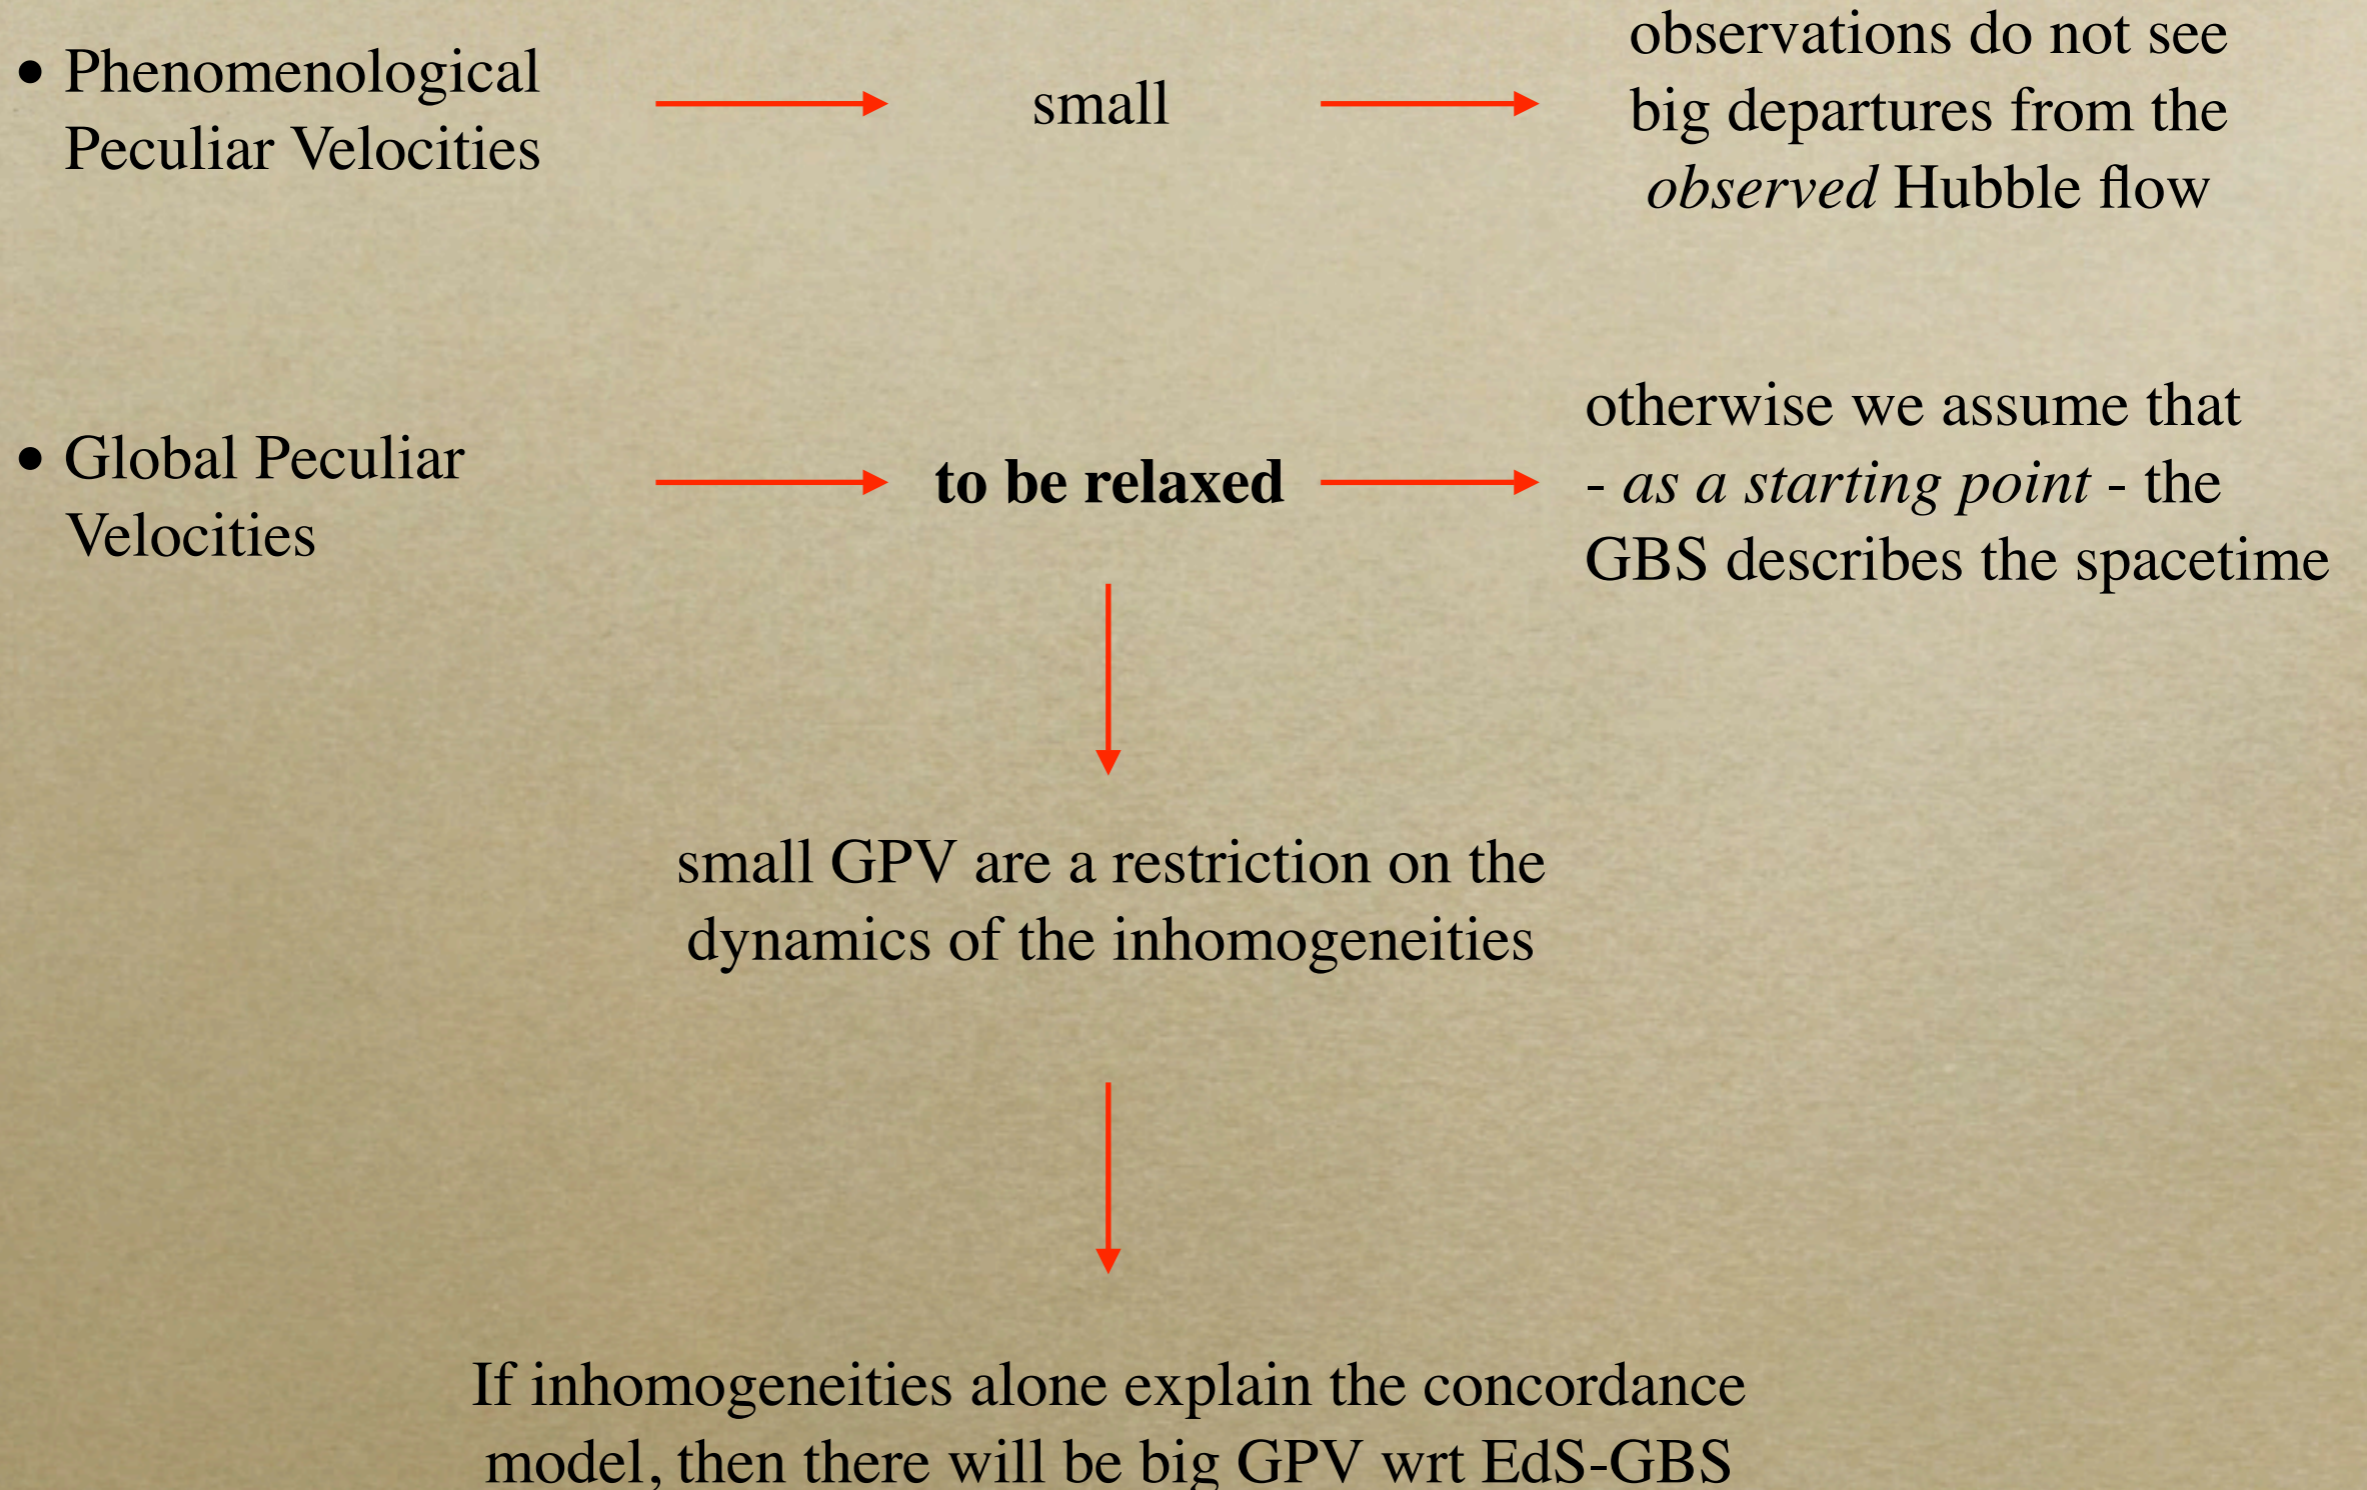 • Phenomenological
Peculiar Velocities
small
observations do not see
big departures from the
observed Hubble flow
• Global Peculiar
Velocities
to be relaxed
otherwise we assume that
- as a starting point - the
GBS describes the spacetime
small GPV are a restriction on the
dynamics of the inhomogeneities
If inhomogeneities alone explain the concordance
model, then there will be big GPV wrt EdS-GBS